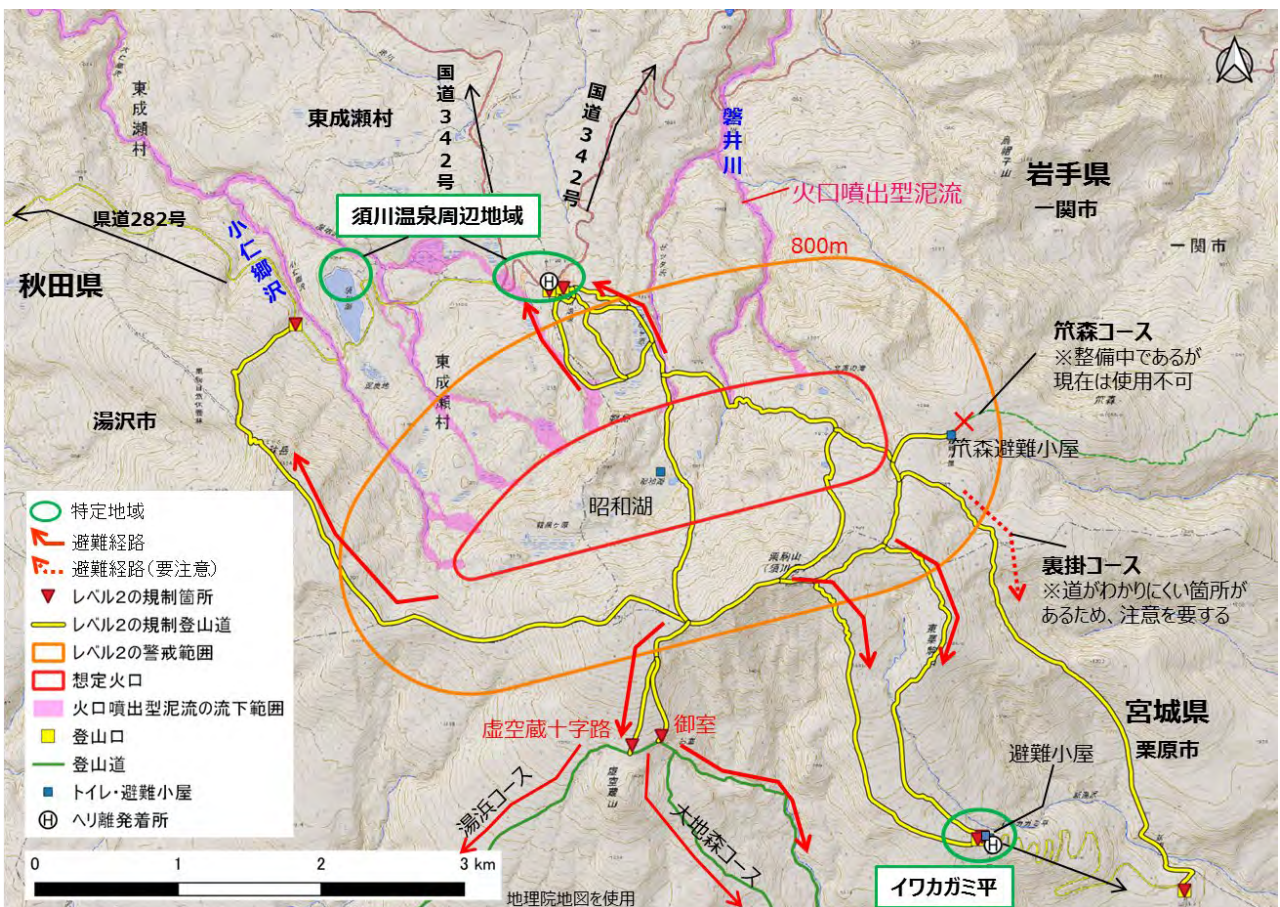 東成瀬村
東成瀬村
国道342号
国道342号
磐井川
火口噴出型泥流
岩手県
一関市
一関市
須川温泉周辺地域
県道282号
小仁郷沢
秋田県
800m
笊森コース
※整備中であるが
現在は使用不可
東成瀬村
湯沢市
笊森避難小屋
笊森
昭和湖
栗駒山
裏掛コース
※道がわかりにくい箇所が
あるため、注意を要する
特定地域
避難経路
避難経路(要注意)
レベル2の規制箇所
レベル2の規制登山道
レベル2の警戒範囲
想定火口
火口噴出型泥流の流下範囲
登山口
登山道
トイレ・避難小屋
H ヘリ離発着所
虚空蔵十字路
御室
虚空蔵山
宮城県
栗原市
避難小屋
湯浜コース
大地森コース
H
H
イワカガミ平
0 1 2 3 km
地理院地図を使用